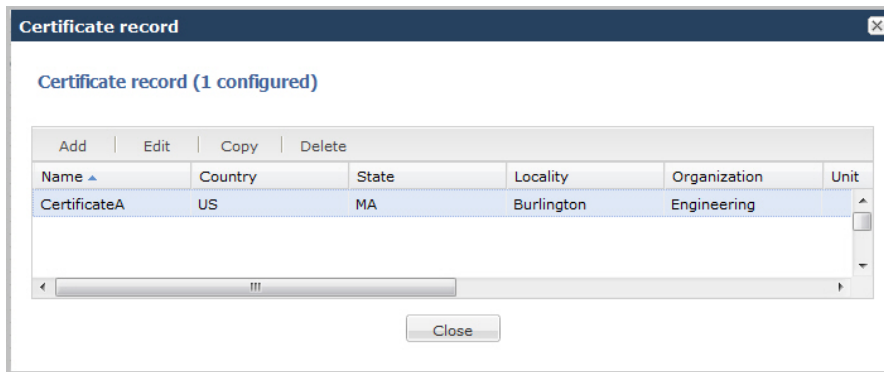 Certificate record
Certificate record (1 configured)
Add Edit Copy Delete
Name Country State Locality Organization Unit
CertificateA US MA Burlington Engineering
Close